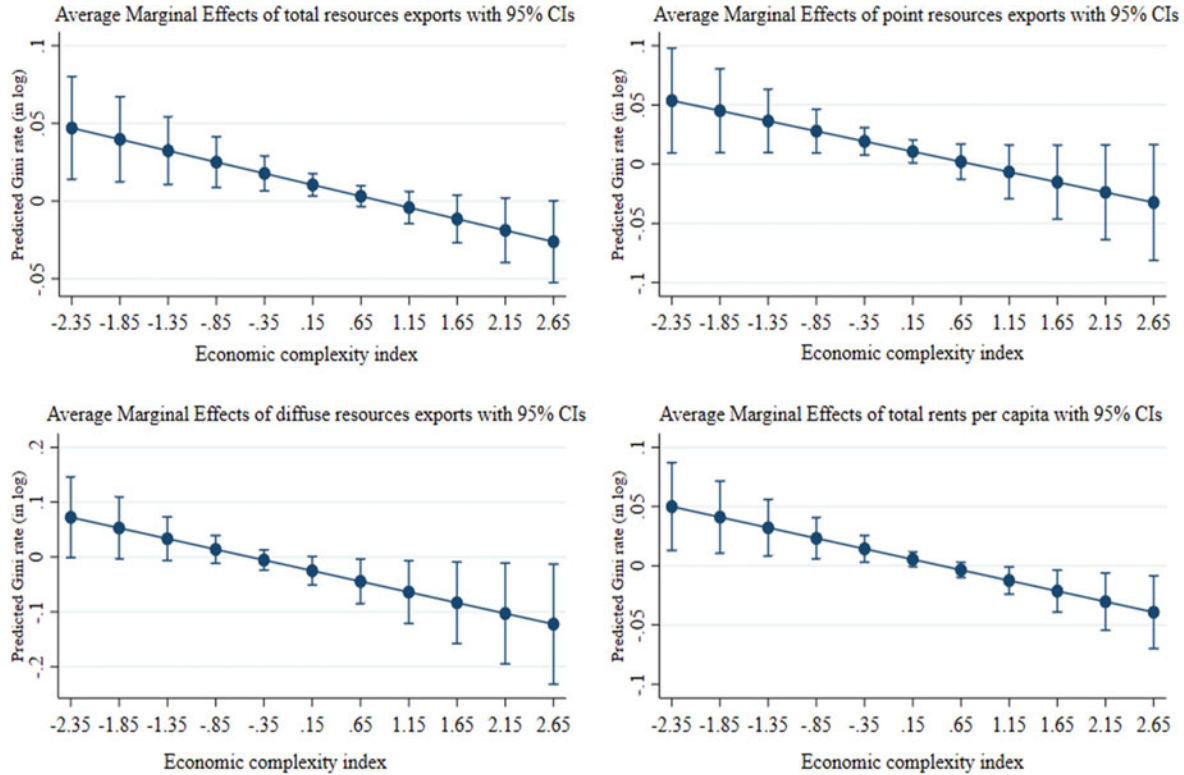 Average Marginal Effects of total resources exports with 95% CIs
Predicted Gini rate (in log)
.1
.05
0
-.05
-2.35 -1.85 -1.35 -.85 -.35 .15 .65 1.15 1.65 2.15 2.65
Economic complexity index
Average Marginal Effects of point resources exports with 95% CIs
Predicted Gini rate (in log)
.1
.05
0
-.05
-.1
-2.35 -1.85 -1.35 -.85 -.35 .15 .65 1.15 1.65 2.15 2.65
Economic complexity index
Average Marginal Effects of diffuse resources exports with 95% CIs
Predicted Gini rate (in log)
.2
.1
0
-.1
-.2
-2.35 -1.85 -1.35 -.85 -.35 .15 .65 1.15 1.65 2.15 2.65
Economic complexity index
Average Marginal Effects of total rents per capita with 95% CIs
Predicted Gini rate (in log)
.1
.05
0
-.05
-.1
-2.35 -1.85 -1.35 -.85 -.35 .15 .65 1.15 1.65 2.15 2.65
Economic complexity index